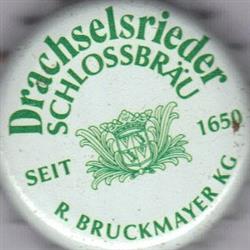 Drachselsrieder
SCHLOSSBRÄU
SEIT 1650
R. BRUCKMAYER KG